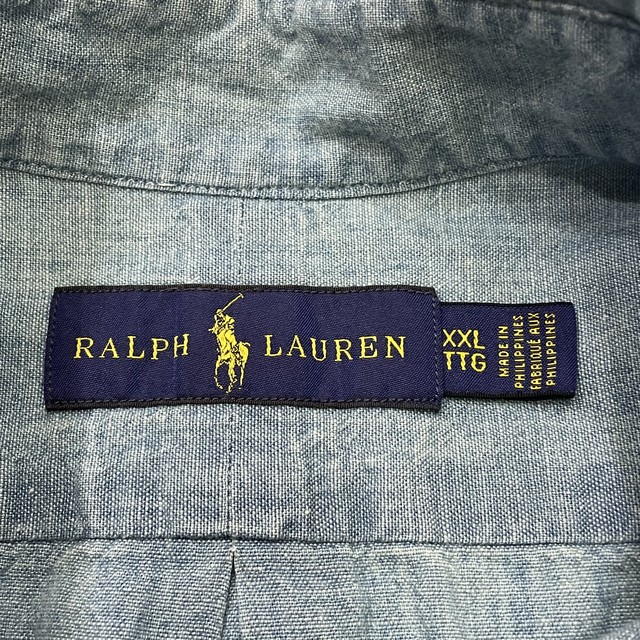 RALPH LAUREN
XXL
TTG
MADE IN
PHILIPPINES
FABRIQUÉ AUX
PHILIPPINES